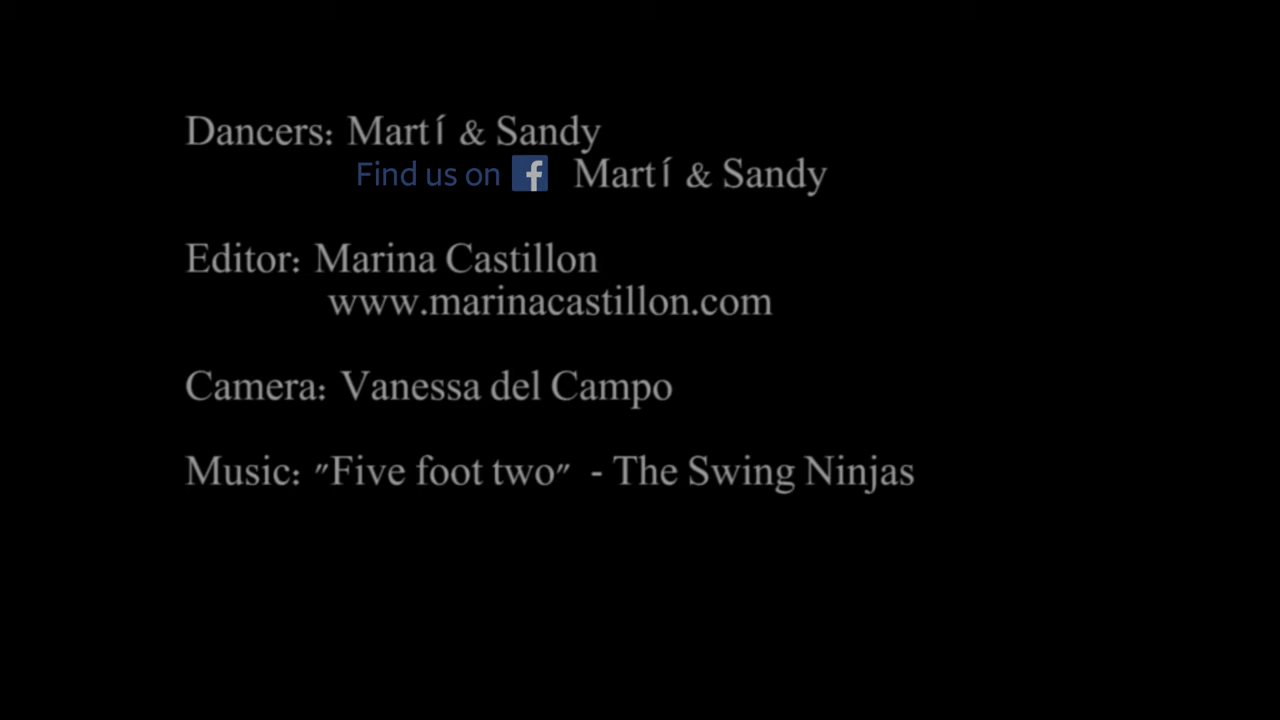 Dancers: Martí & Sandy
Find us on f Martí & Sandy
Editor: Marina Castillon
www.marinacastillon.com
Camera: Vanessa del Campo
Music: "Five foot two" - The Swing Ninjas